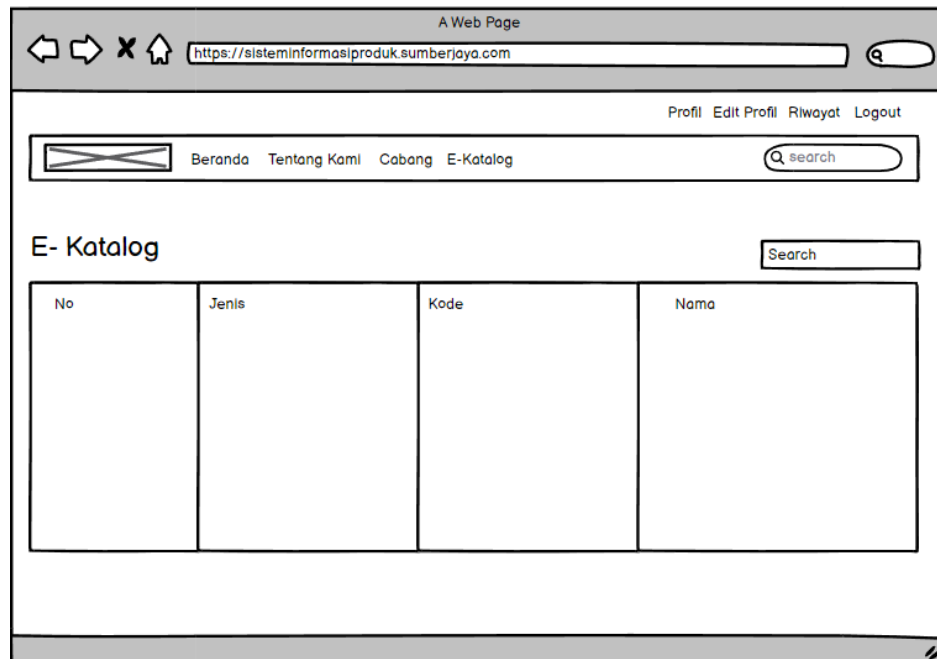 A Web Page
https://sisteminformasiproduk.sumberjaya.com
Profil Edit Profil Riwayat Logout
Beranda Tentang Kami Cabang E-Katalog search
E- Katalog
Search
No Jenis Kode Nama